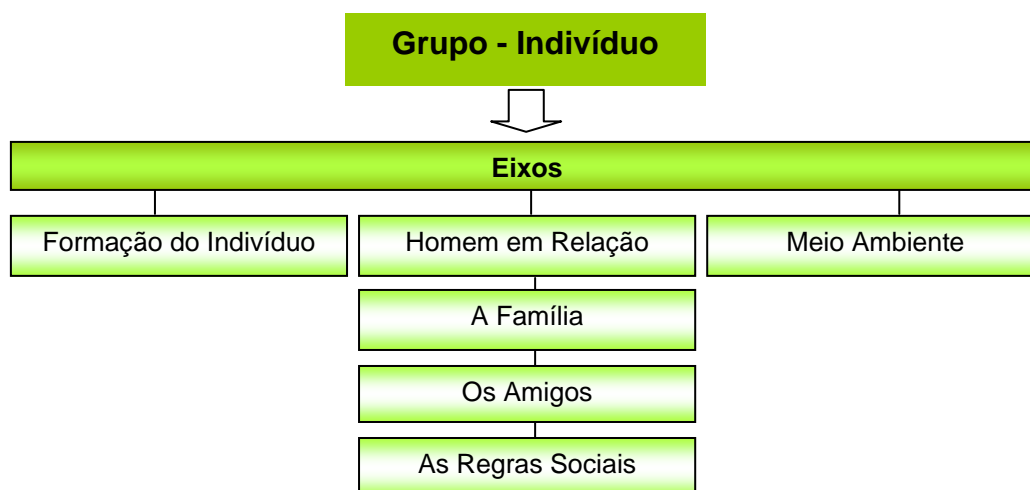 Grupo - Indivíduo
Eixos
Formação do Indivíduo
Homem em Relação
Meio Ambiente
A Família
Os Amigos
As Regras Sociais